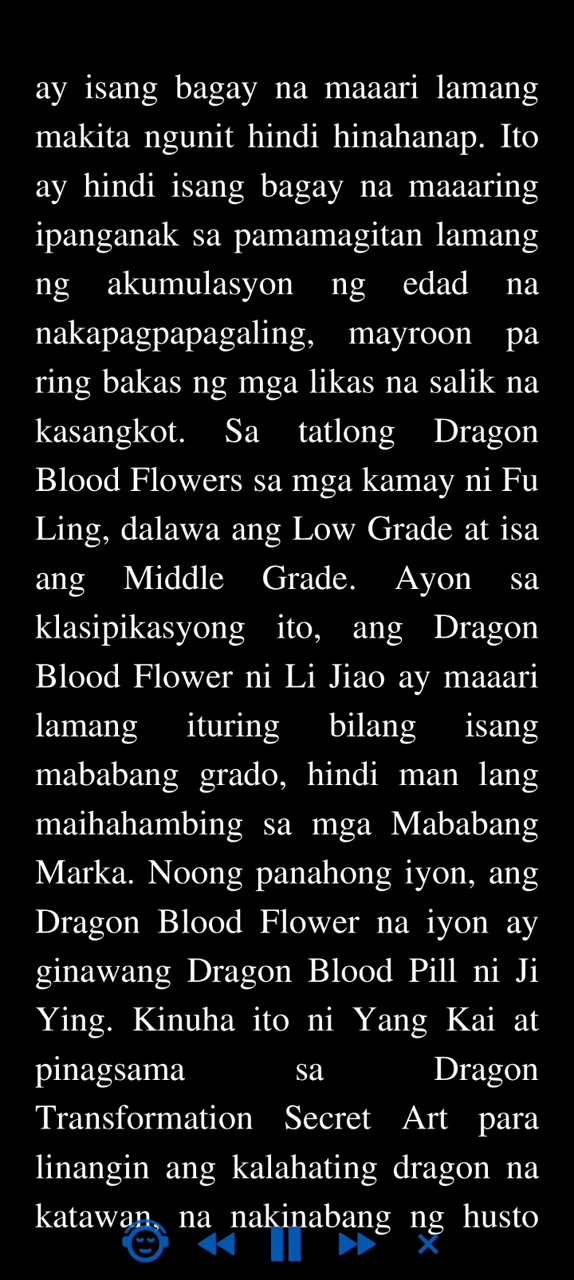 ay isang bagay na maaari lamang
makita ngunit hindi hinahanap. Ito
ay hindi isang bagay na maaaring
ipanganak sa pamamagitan lamang
ng akumulasyon ng edad na
nakapagpapagaling, mayroon pa
ring bakas ng mga likas na salik na
kasangkot. Sa tatlong Dragon
Blood Flowers sa mga kamay ni Fu
Ling, dalawa ang Low Grade at isa
ang Middle Grade. Ayon sa
klasipikasyong ito, ang Dragon
Blood Flower ni Li Jiao ay maaari
lamang ituring bilang isang
mababang grado, hindi man lang
maihahambing sa mga Mababang
Marka. Noong panahong iyon, ang
Dragon Blood Flower na iyon ay
ginawang Dragon Blood Pill ni Ji
Ying. Kinuha ito ni Yang Kai at
pinagsama sa Dragon
Transformation Secret Art para
linangin ang kalahating dragon na
katawan, na nakinabang ng husto